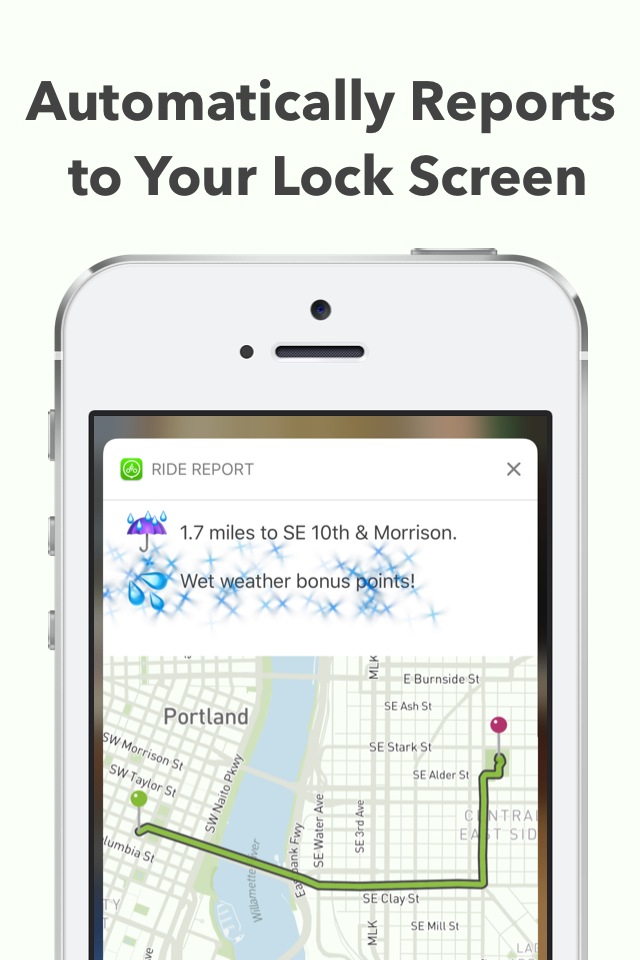 Automatically Reports
to Your Lock Screen
RIDE REPORT
1.7 miles to SE 10th & Morrison.
Wet weather bonus points!
MLK
E Burnside St
SE Ash St
Portland
SW Morrison St
SE Stark St
SW Taylor St
SE Alder St
SW Naito Pkwy
SE Water Ave
SE 3rd Ave
CENTRAL
EAST SID
lumbia St
Willamette River
Eastbank Fwy
SE Clay St
MLK
SE Mill St